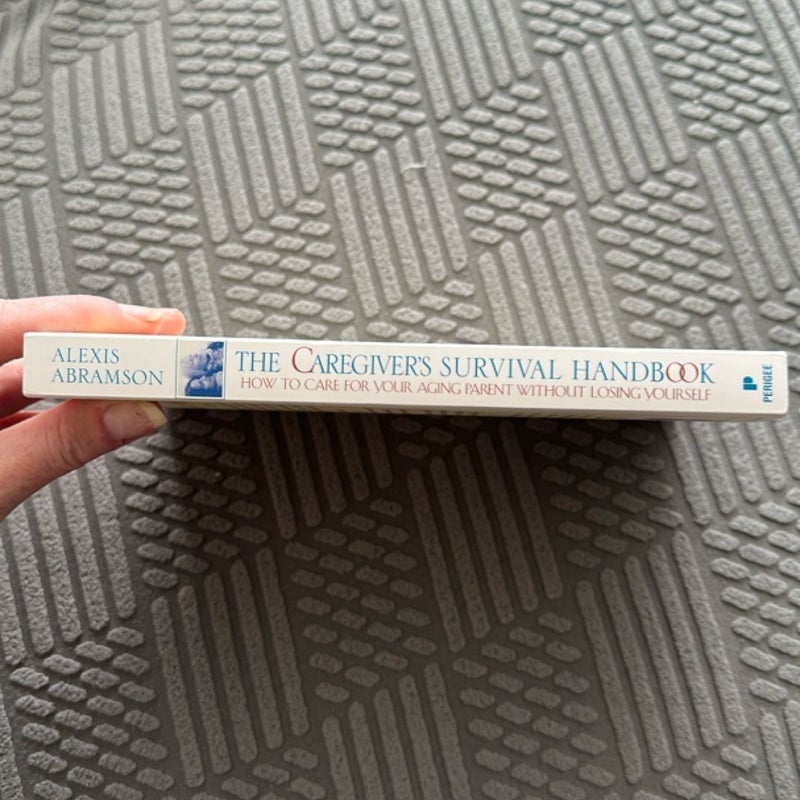 ALEXIS
ABRAMSON
THE CAREGIVER'S SURVIVAL HANDBOOK
HOW TO CARE FOR YOUR AGING PARENT WITHOUT LOSING YOURSELF
PERIGEE